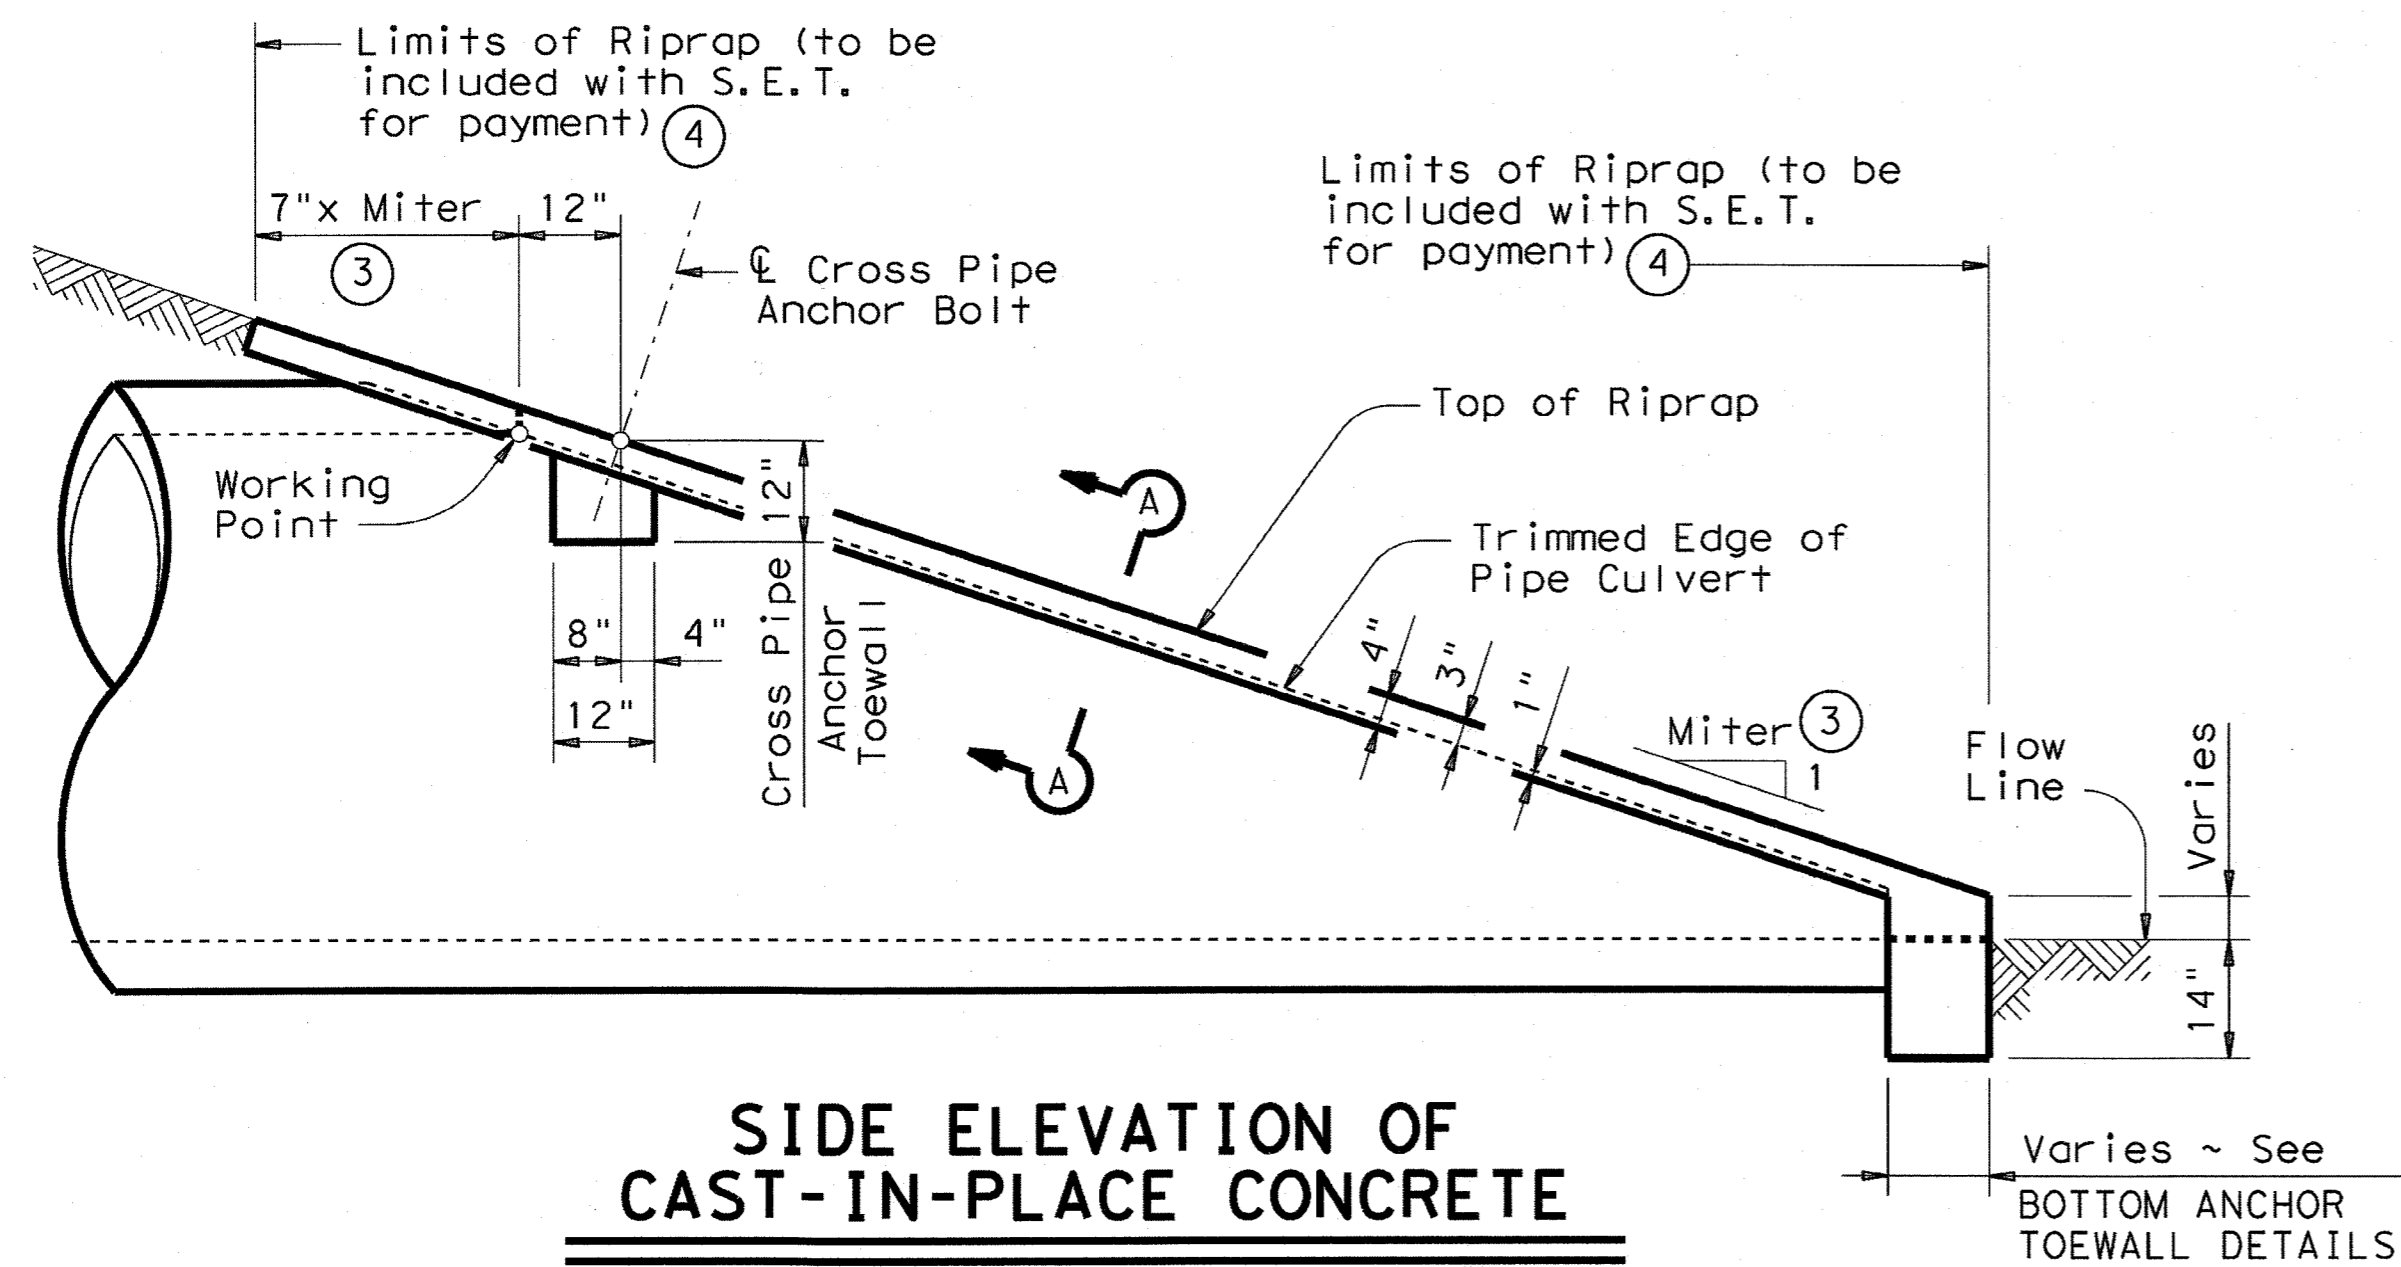 Limits of Riprap (to be
included with S.E.T.
for payment) 4
7"x Miter 12"
3
℄ Cross Pipe
Anchor Bolt
Limits of Riprap (to be
included with S.E.T.
for payment) 4
Top of Riprap
Working
Point
12"
A
Trimmed Edge of
Pipe Culvert
8" 4"
12"
Cross Pipe
Anchor
Toewall
A
4"
3"
1"
Miter 3
1
Flow
Line
Varies
14"
SIDE ELEVATION OF
CAST-IN-PLACE CONCRETE
Varies ~ See
BOTTOM ANCHOR
TOEWALL DETAILS